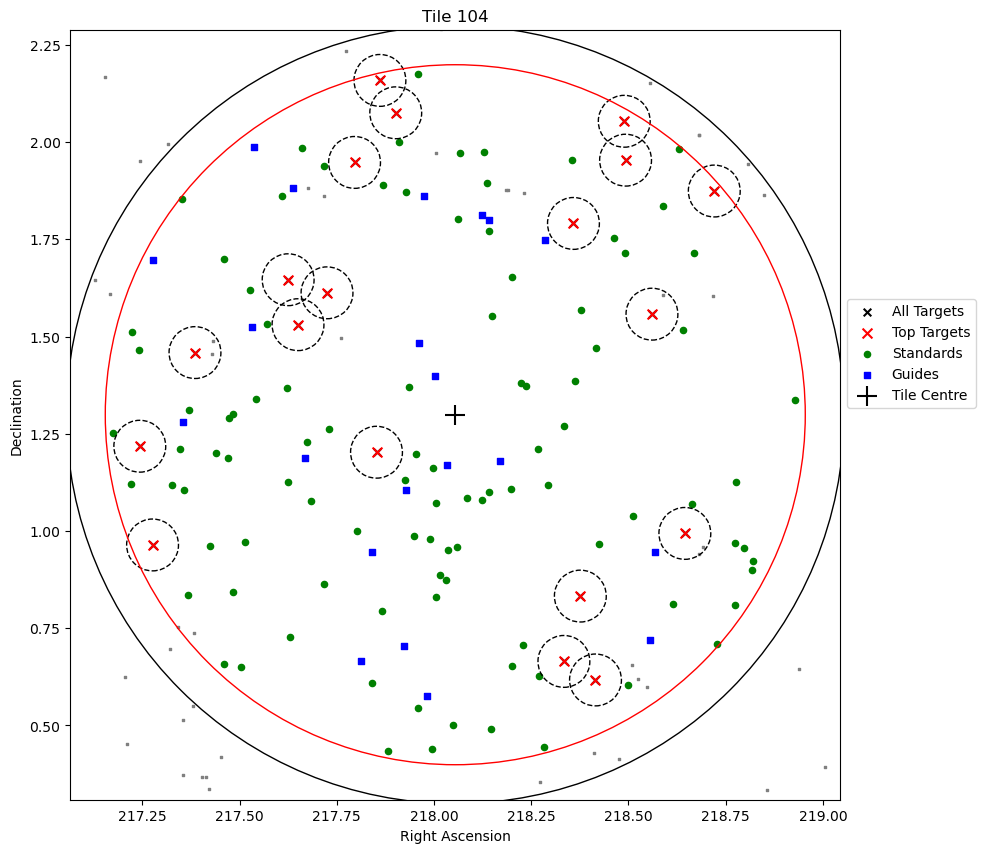 Tile 104
Declination
2.25
2.00
1.75
1.50
1.25
1.00
0.75
0.50
217.25 217.50 217.75 218.00 218.25 218.50 218.75 219.00
Right Ascension
All Targets
Top Targets
Standards
Guides
Tile Centre